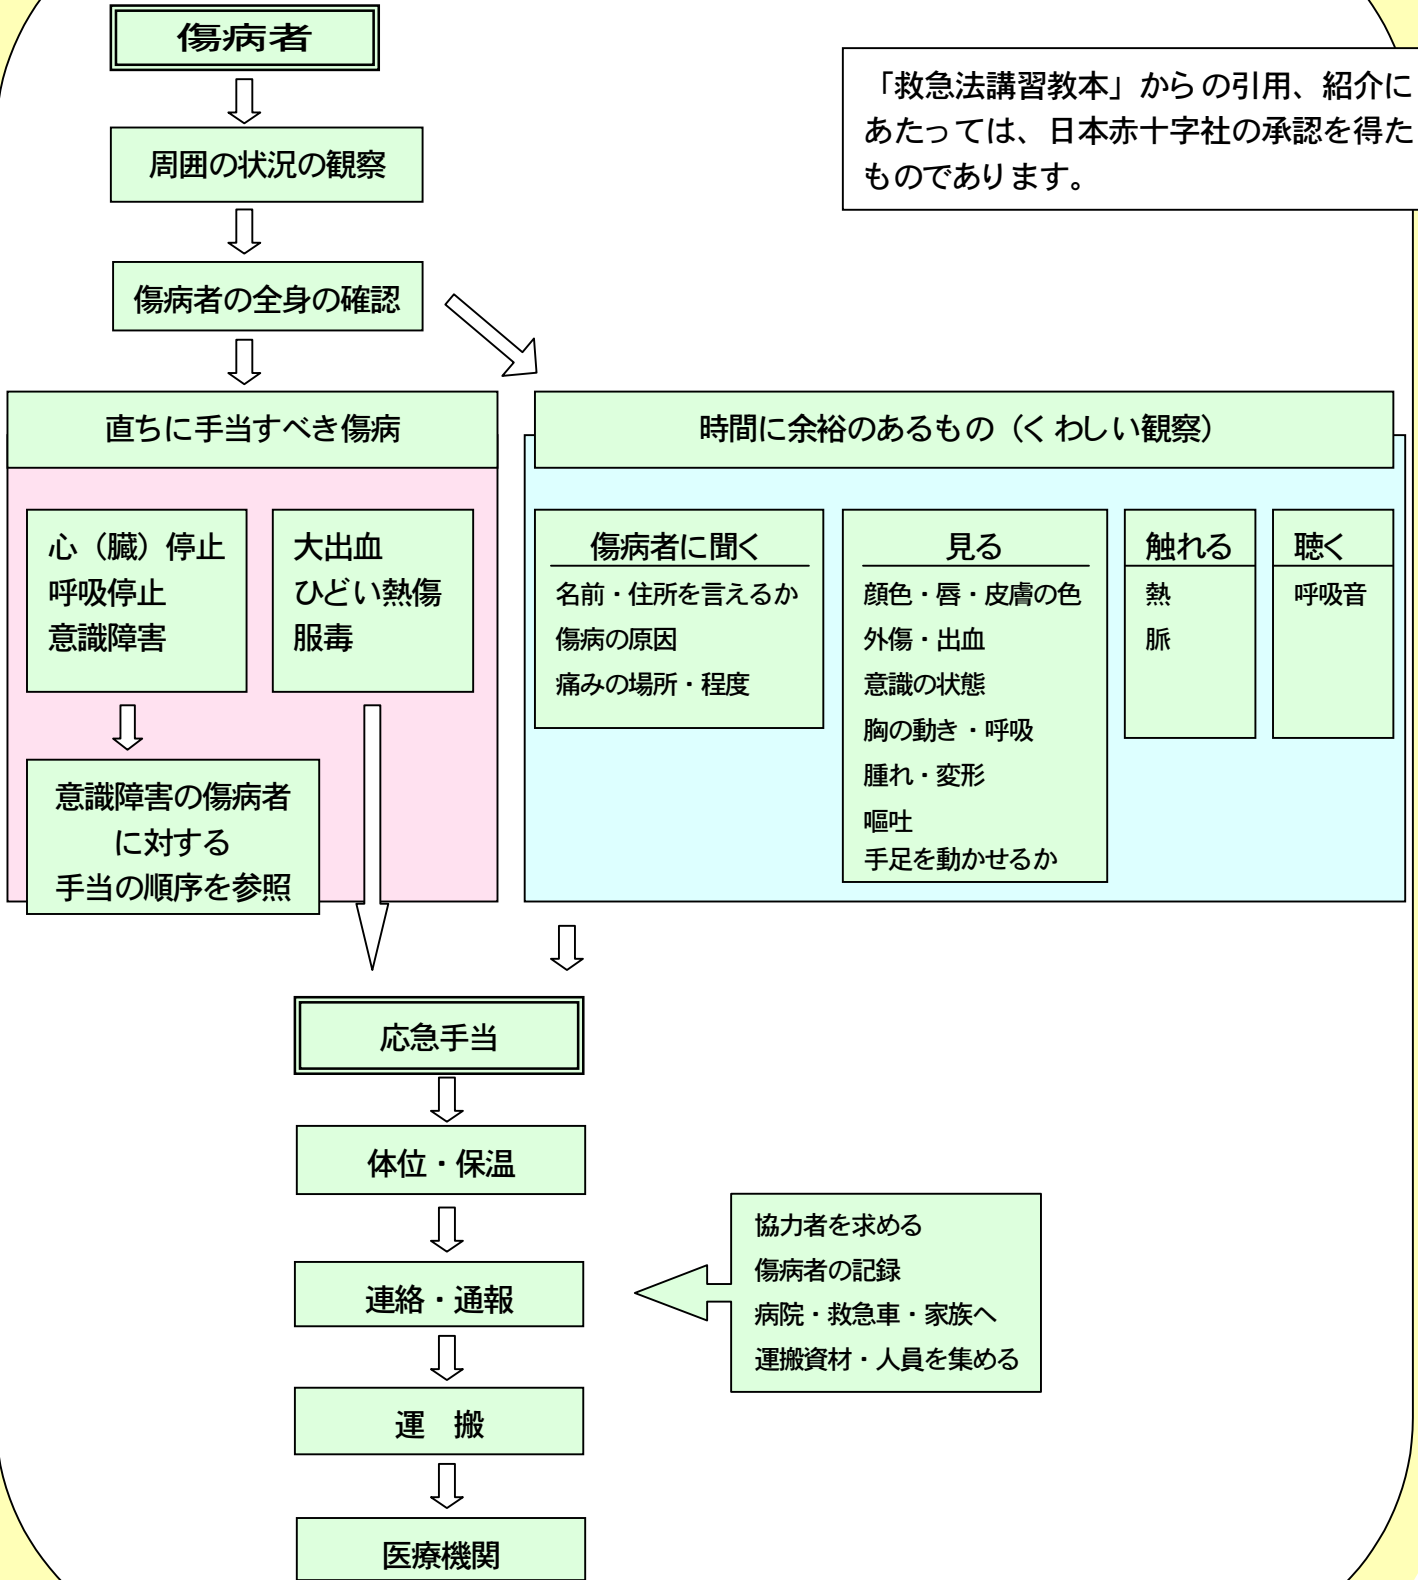 傷病者
「救急法講習教本」からの引用、紹介に
あたっては、日本赤十字社の承認を得た
ものであります。
周囲の状況の観察
傷病者の全身の確認
直ちに手当すべき傷病
時間に余裕のあるもの（くわしい観察）
心（臓）停止
呼吸停止
意識障害
大出血
ひどい熱傷
服毒
意識障害の傷病者
に対する
手当の順序を参照
傷病者に聞く
名前・住所を言えるか
傷病の原因
痛みの場所・程度
見る
顔色・唇・皮膚の色
外傷・出血
意識の状態
胸の動き・呼吸
腫れ・変形
嘔吐
手足を動かせるか
触れる
熱
脈
聴く
呼吸音
応急手当
体位・保温
連絡・通報
協力者を求める
傷病者の記録
病院・救急車・家族へ
運搬資材・人員を集める
運　搬
医療機関